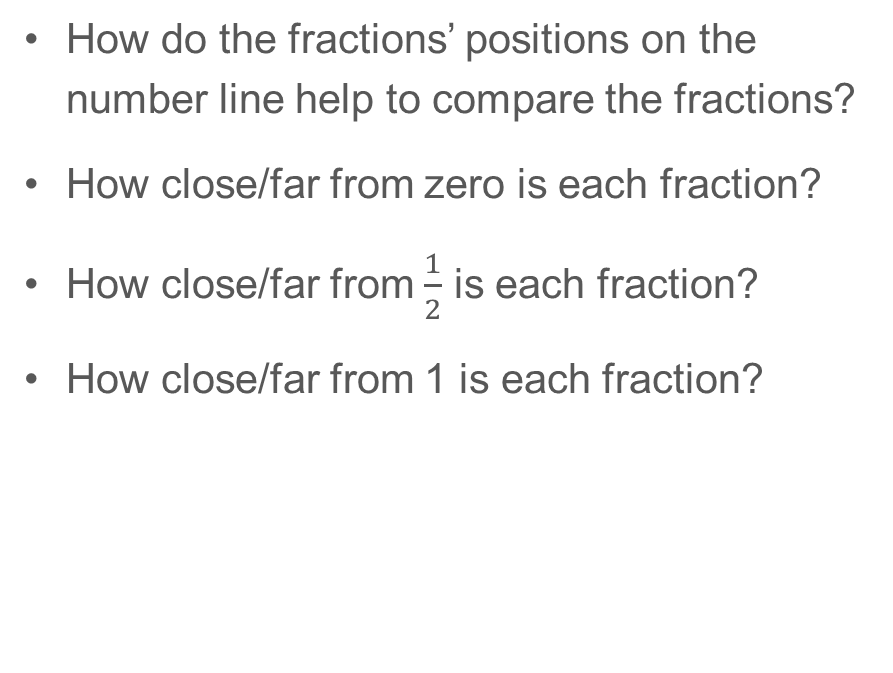 • How do the fractions’ positions on the
number line help to compare the fractions?
• How close/far from zero is each fraction?
• How close/far from 1/2 is each fraction?
• How close/far from 1 is each fraction?